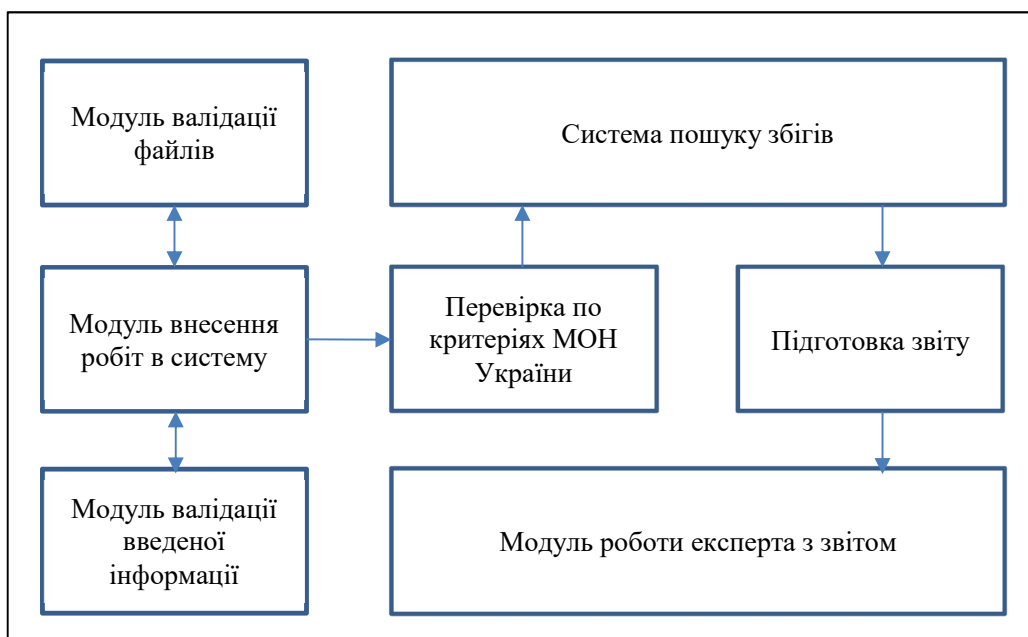 Модуль валідації
файлів
Система пошуку збігів
Модуль внесення
робіт в систему
Перевірка по
критеріях МОН
України
Підготовка звіту
Модуль валідації
введеної
інформації
Модуль роботи експерта з звітом